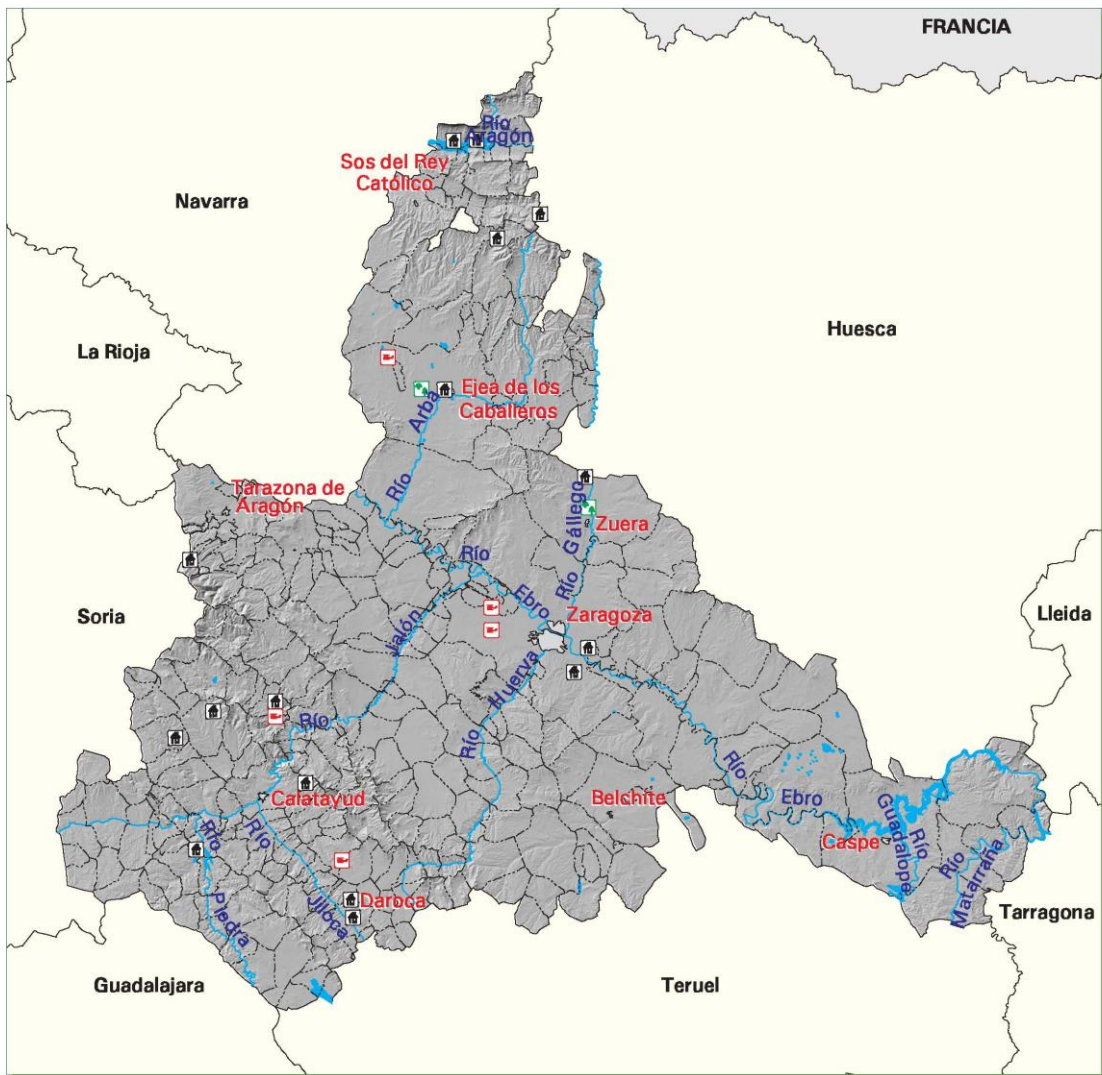 FRANCIA
Río
Aragón
Sos del Rey
Católico
Navarra
Huesca
La Rioja
Ejea de los
Caballeros
Río Arba
Tarazona de
Aragón
Río Gállego
Zuera
Río Ebro
Zaragoza
Soria
Lleida
Río Jalón
Río Huerva
Río Ebro
Belchite
Calatayud
Caspe
Río
Guadalope
Río
Matarraña
Río Piedra
Río Jiloca
Daroca
Tarragona
Guadalajara
Teruel